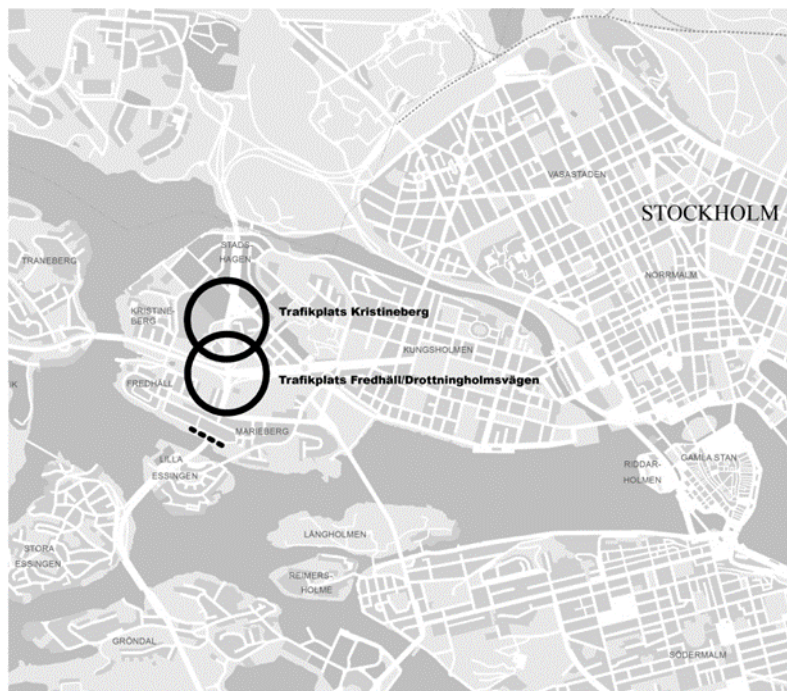 VASASTADEN
STOCKHOLM
STADS
HAGEN
TRANEBERG
NORRMALM
KRISTINE-
BERG
Trafikplats Kristineberg
KUNGSHOLMEN
FREDHÄLL
Trafikplats Fredhäll/Drottningholmsvägen
MARIEBERG
LILLA
ESSINGEN
RIDDAR-
HOLMEN
GAMLA STAN
LÅNGHOLMEN
STORA
ESSINGEN
REIMERS-
HOLME
GRÖNDAL
SÖDERMALM